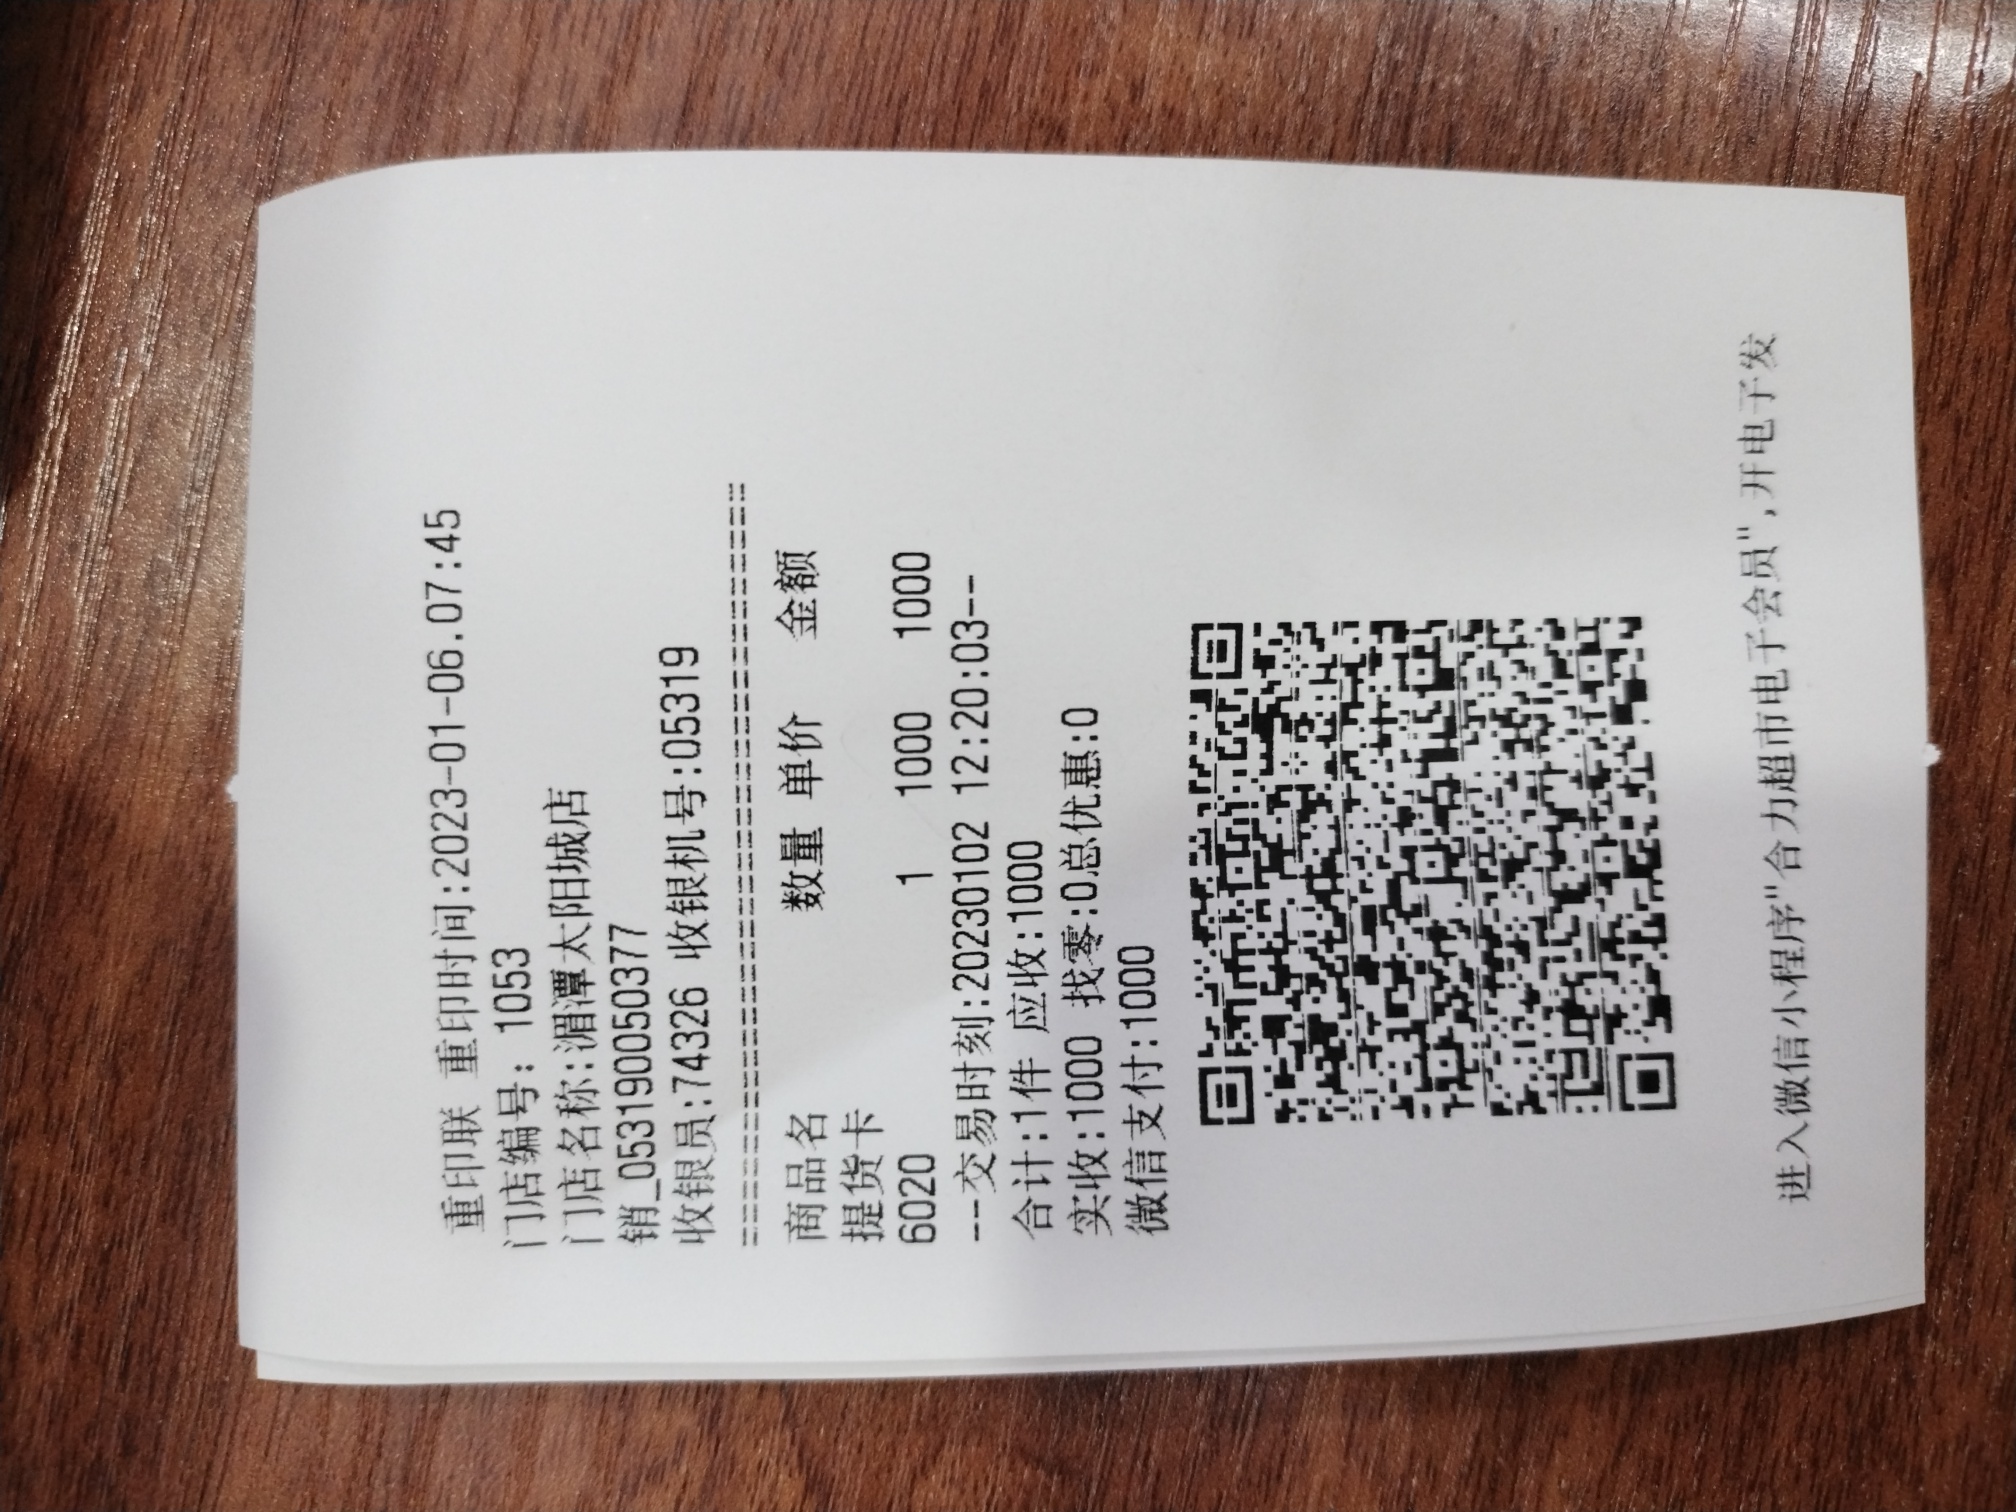 重印联 重印时间:2023-01-06.07:45
门店编号: 1053
门店名称:湄潭太阳城店
销_053190050377
收银员:74326 收银机号:05319
商品名 数量 单价 金额
提货卡
6020 1 1000 1000
--交易时刻:20230102 12:20:03--
合计:1件 应收:1000
实收:1000 找零:0总优惠:0
微信支付:1000
进入微信小程序"合力超市电子会员",开电子发